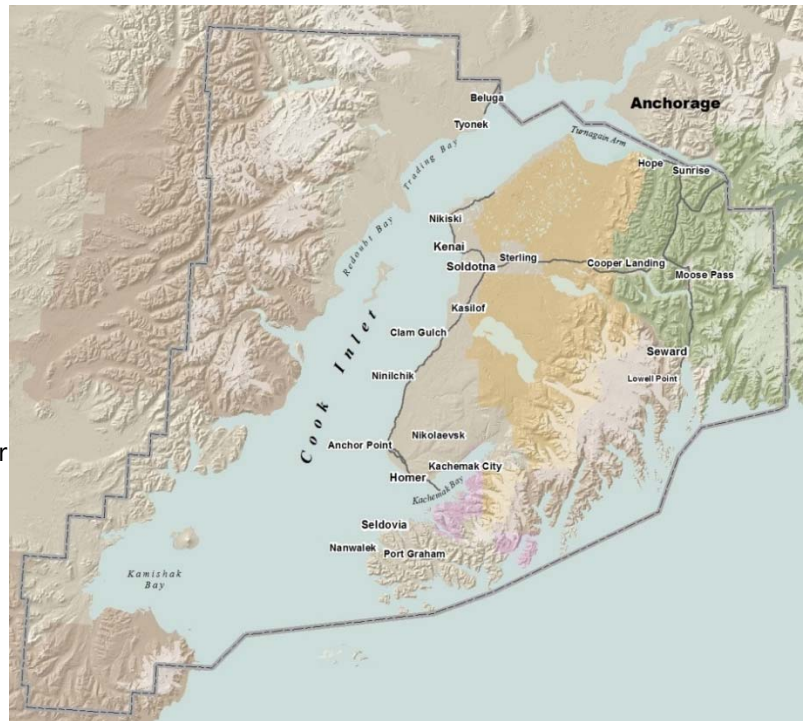 Beluga
Anchorage
Tyonek
Turnagain Arm
Trading Bay
Hope
Sunrise
Nikiski
Redoubt Bay
Kenai
Sterling
Soldotna
Cooper Landing
Moose Pass
Kasilof
Cook Inlet
Clam Gulch
Seward
Ninilchik
Lowell Point
Nikolaevsk
Anchor Point
r
Kachemak City
Homer
Kachemak Bay
Seldovia
Nanwalek
Port Graham
Kamishak
Bay